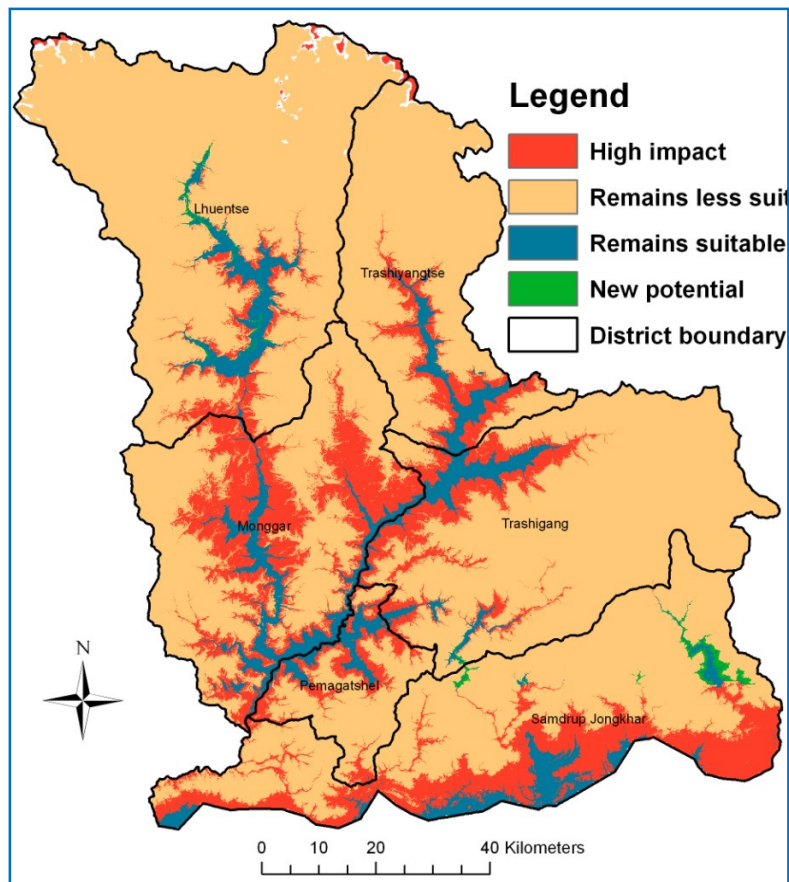 Legend
High impact
Remains less suit
Remains suitable
New potential
District boundary
Lhuentse
Trashiyangtse
Monggar
Trashigang
Pemagatshel
Samdrup Jongkhar
N
0 10 20 40 Kilometers